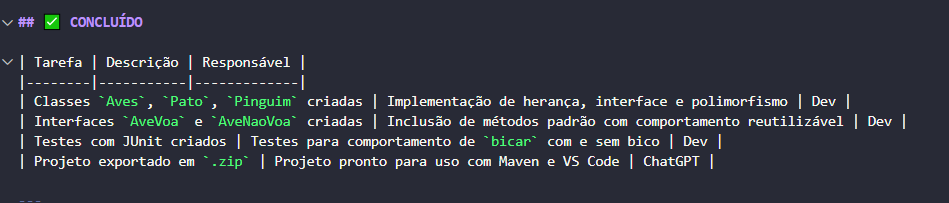 ## ✅ CONCLUÍDO
| Tarefa | Descrição | Responsável |
|--------|-----------|-------------|
| Classes `Aves`, `Pato`, `Pinguim` criadas | Implementação de herança, interface e polimorfismo | Dev |
| Interfaces `AveVoa` e `AveNaoVoa` criadas | Inclusão de métodos padrão com comportamento reutilizável | Dev |
| Testes com JUnit criados | Testes para comportamento de `bicar` com e sem bico | Dev |
| Projeto exportado em `.zip` | Projeto pronto para uso com Maven e VS Code | ChatGPT |
---